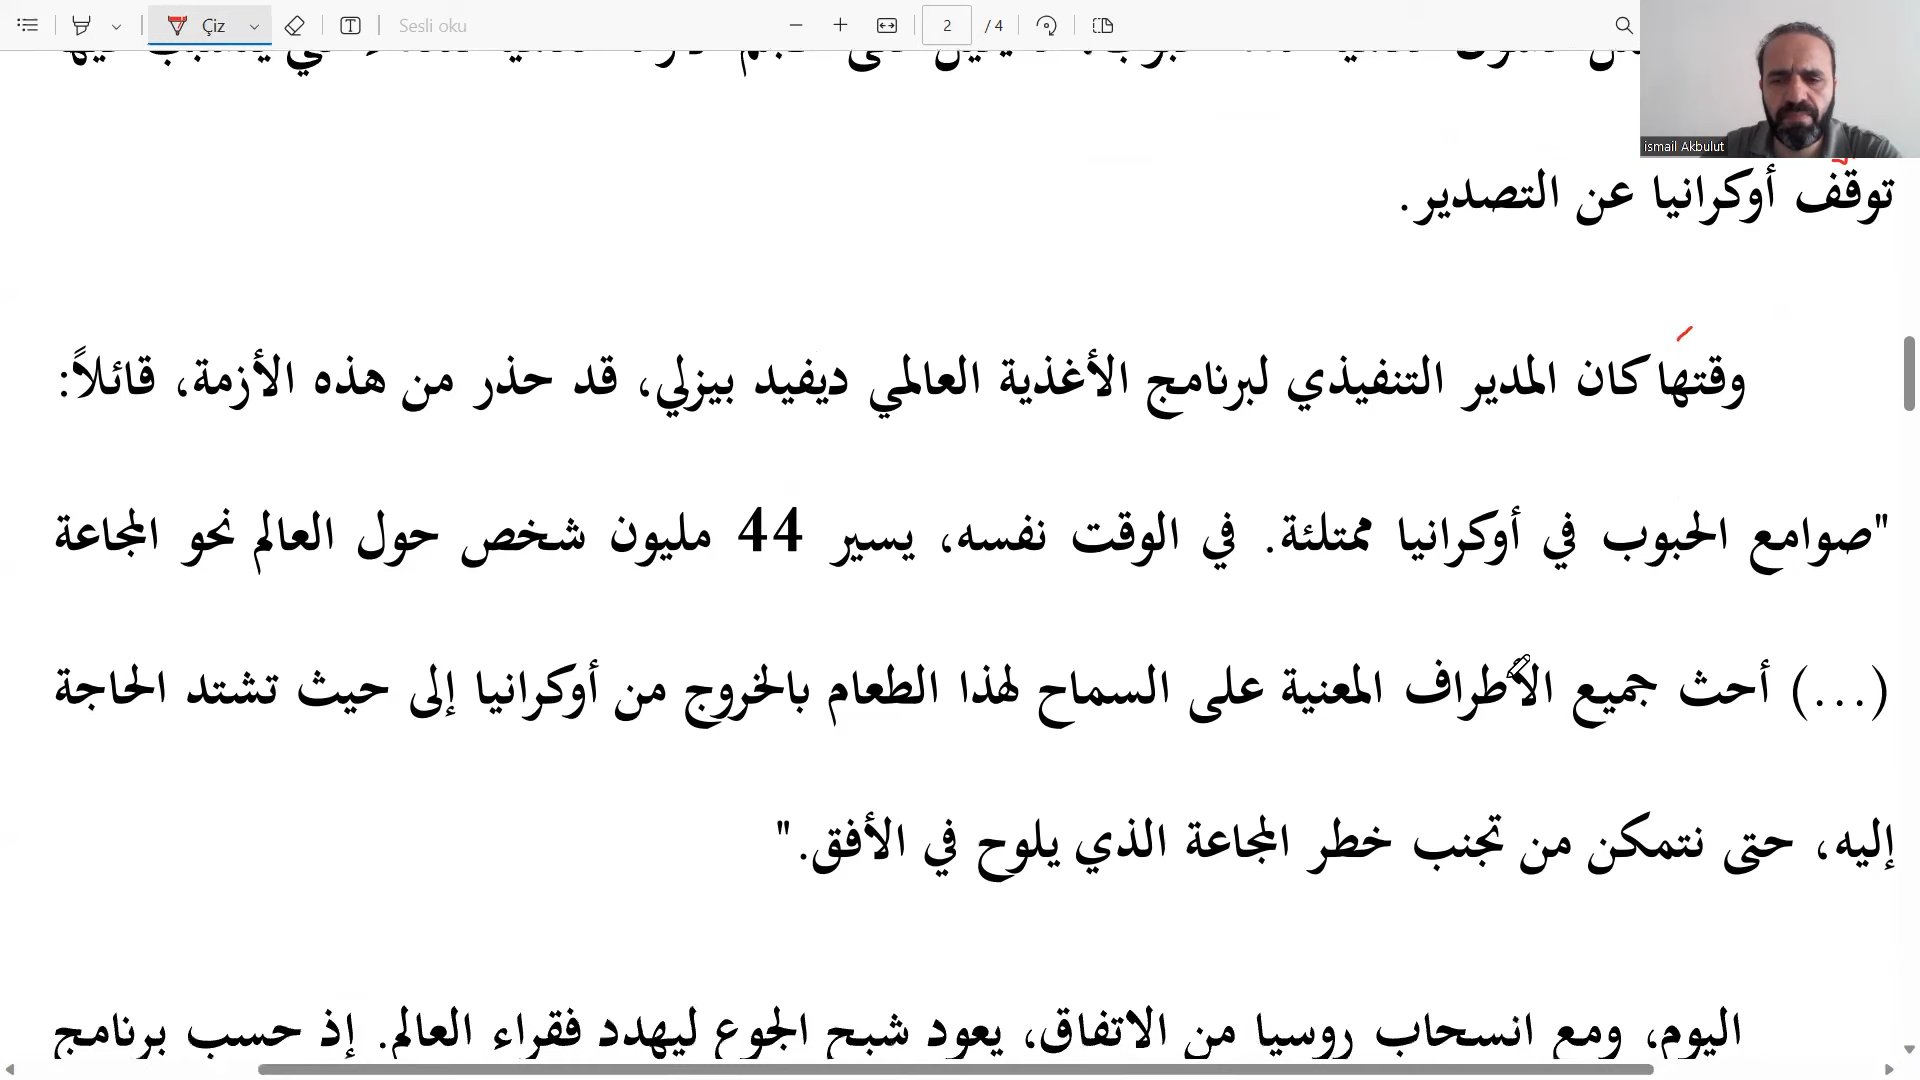 Çiz
Sesli oku
2
/ 4
ismail Akbulut
توقّف أوكرانيا عن التصدير.
وقتها كان المدير التنفيذي لبرنامج الأغذية العالمي ديفيد بيزلي، قد حذر من هذه الأزمة، قائلاً:
"صوامع الحبوب في أوكرانيا ممتلئة. في الوقت نفسه، يسير 44 مليون شخص حول العالم نحو المجاعة
(...) أحث جميع الأطراف المعنية على السماح لهذا الطعام بالخروج من أوكرانيا إلى حيث تشتد الحاجة
إليه، حتى نتمكن من تجنب خطر المجاعة الذي يلوح في الأفق."
اليوم، ومع انسحاب روسيا من الاتفاق، يعود شبح الجوع ليهدد فقراء العالم. إذ حسب برنامج